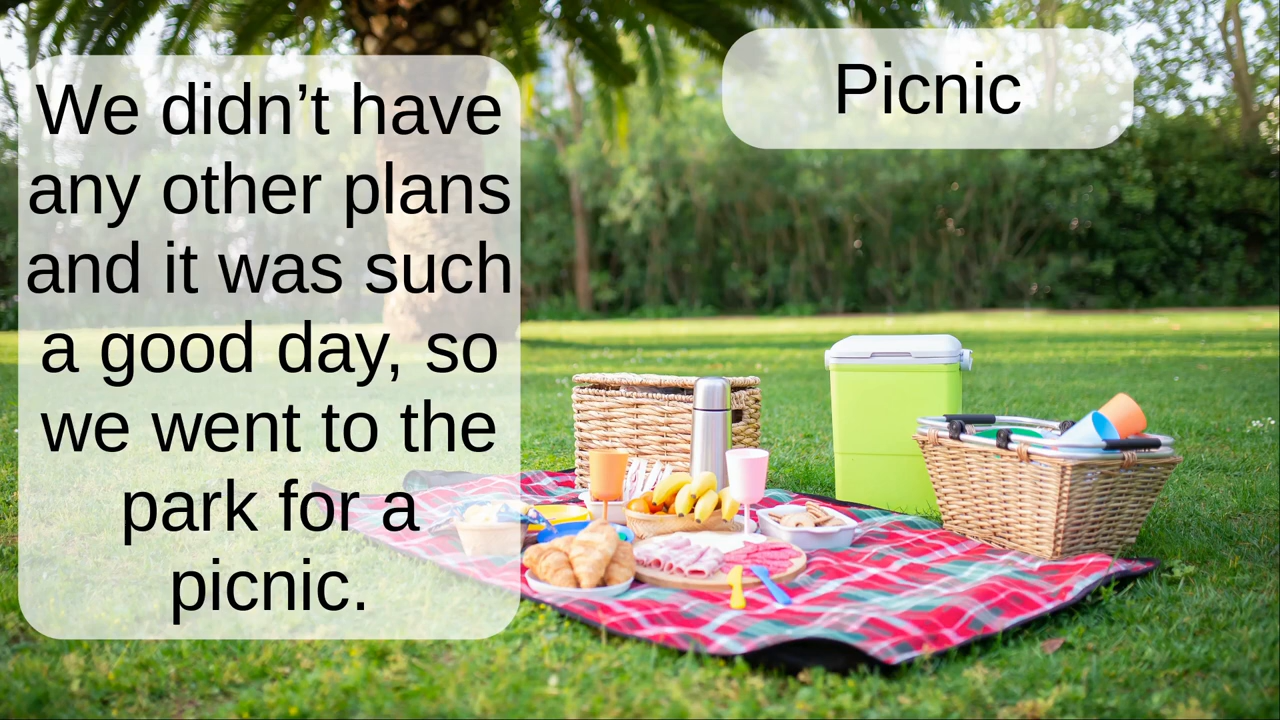 We didn’t have
any other plans
and it was such
a good day, so
we went to the
park for a
picnic.
Picnic